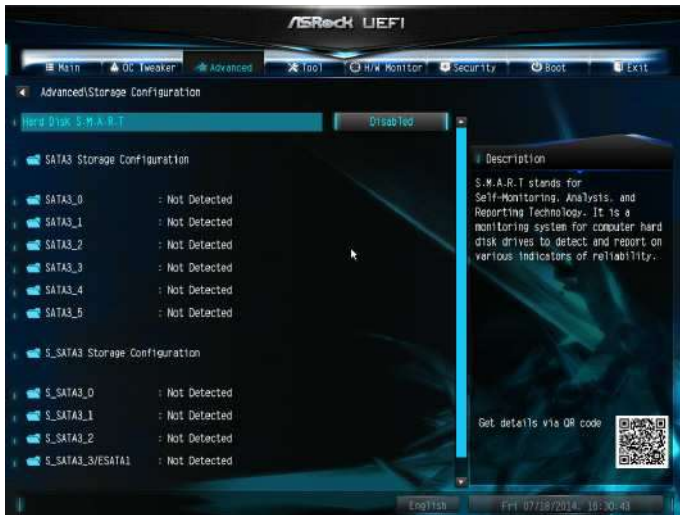 ASRock UEFI
Main OC Tweaker Advanced Tool H/W Monitor Security Boot Exit
Advanced\Storage Configuration
Hard Disk S.M.A.R.T Disabled
SATA3 Storage Configuration
SATA3_0 : Not Detected
SATA3_1 : Not Detected
SATA3_2 : Not Detected
SATA3_3 : Not Detected
SATA3_4 : Not Detected
SATA3_5 : Not Detected
S_SATA3 Storage Configuration
S_SATA3_0 : Not Detected
S_SATA3_1 : Not Detected
S_SATA3_2 : Not Detected
S_SATA3_3/ESATA1 : Not Detected
Description
S.M.A.R.T stands for
Self-Monitoring, Analysis, and
Reporting Technology. It is a
monitoring system for computer hard
disk drives to detect and report on
various indicators of reliability.
Get details via QR code
English
Fri 07/18/2014, 16:30:43